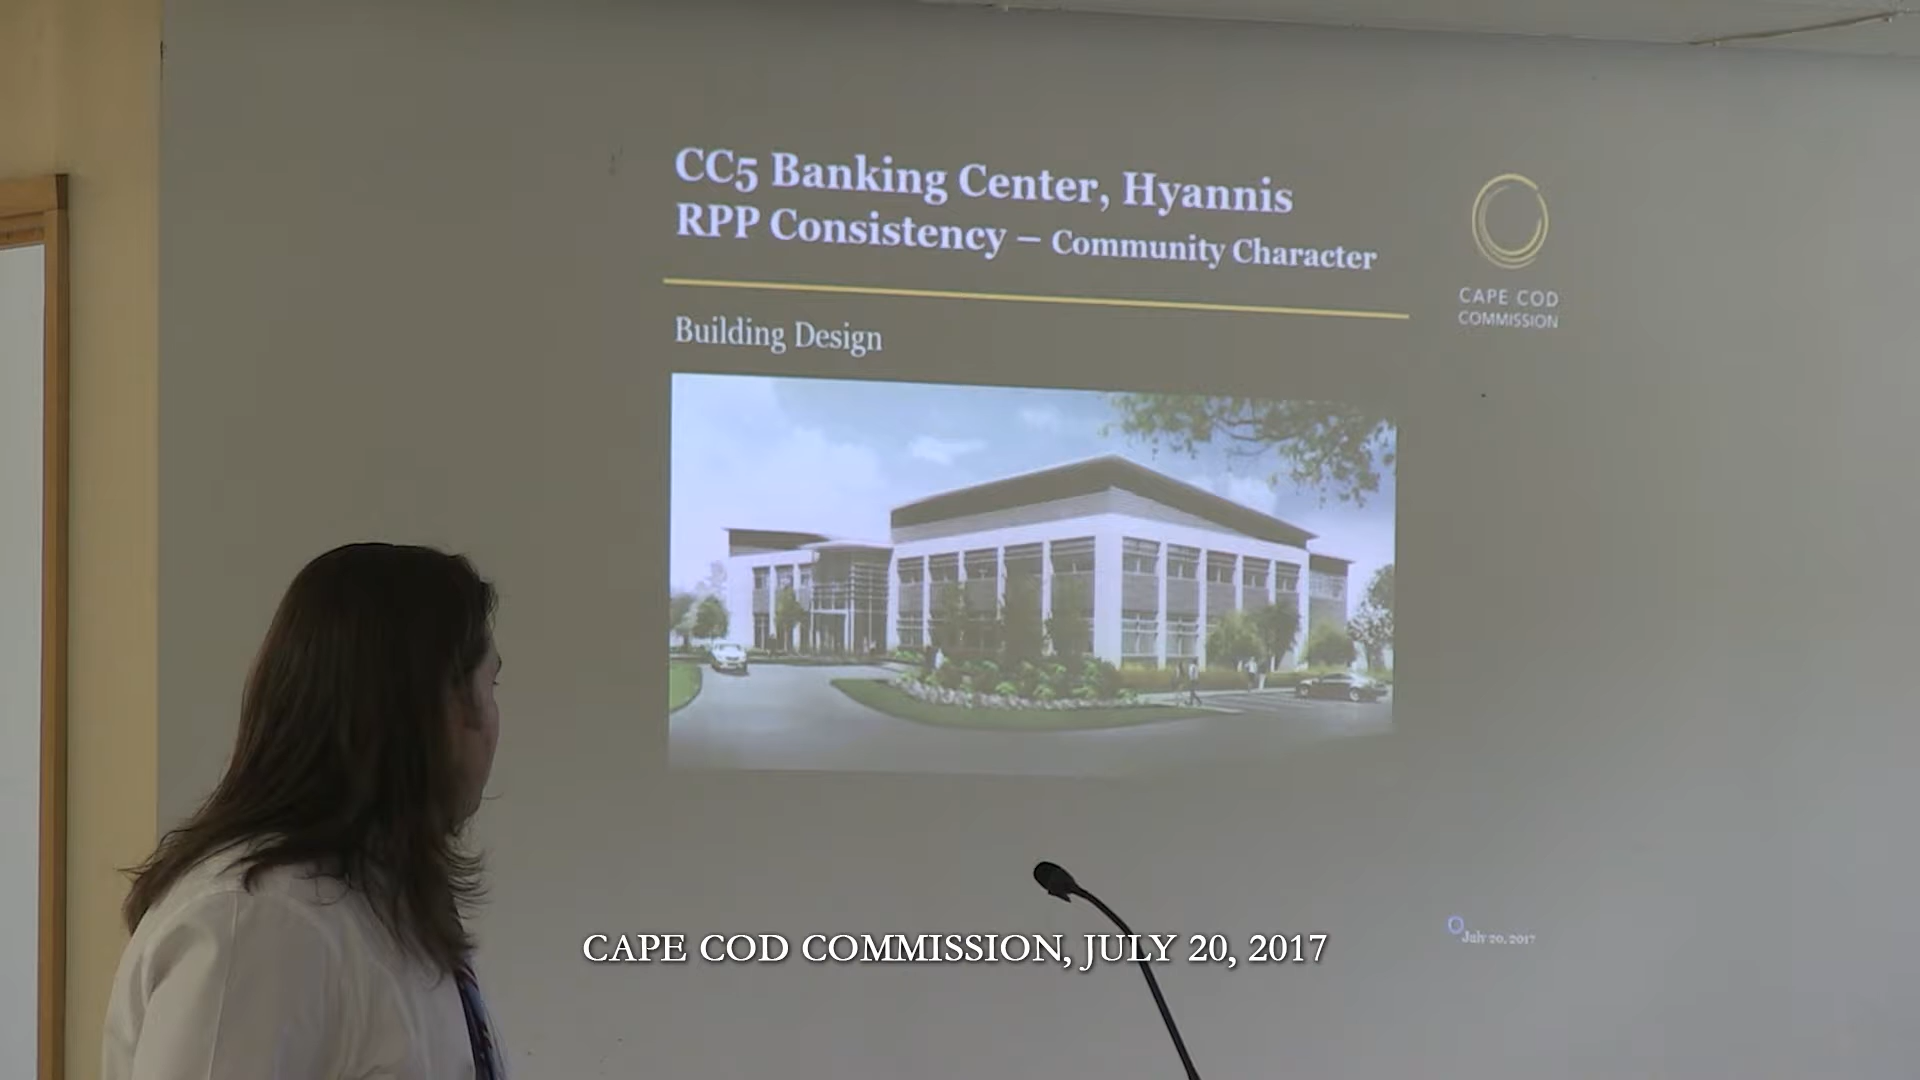 CC5 Banking Center, Hyannis
RPP Consistency – Community Character
CAPE COD
COMMISSION
Building Design
July 20, 2017
CAPE COD COMMISSION, JULY 20, 2017